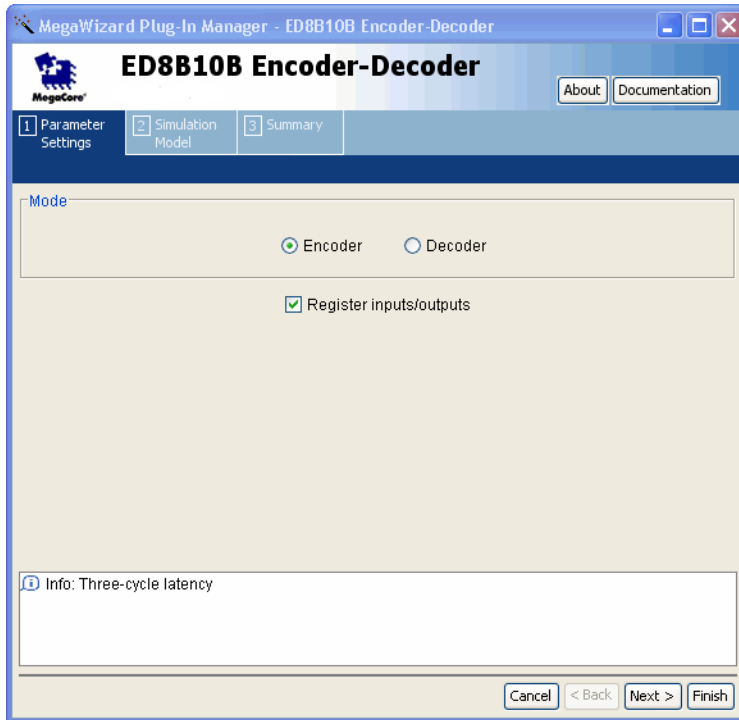 MegaWizard Plug-In Manager - ED8B10B Encoder-Decoder
MegaCore®
ED8B10B Encoder-Decoder
About
Documentation
1 Parameter Settings
2 Simulation Model
3 Summary
Mode
Encoder
Decoder
Register inputs/outputs
Info: Three-cycle latency
Cancel
< Back
Next >
Finish